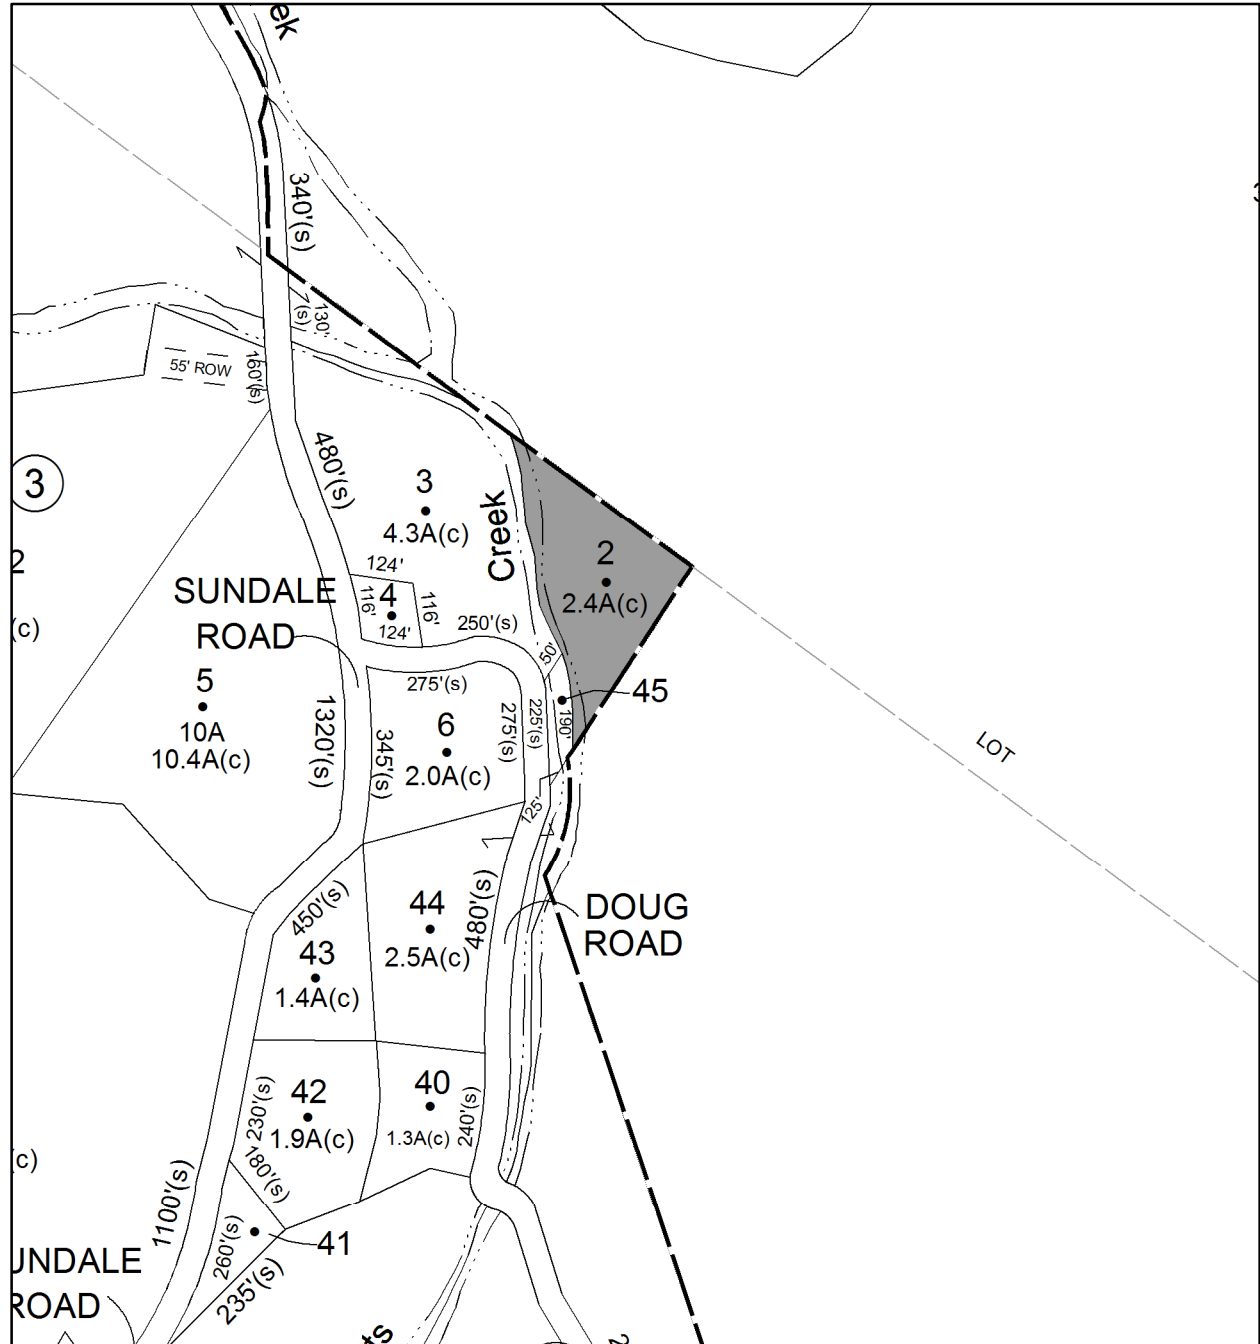 ek
340'(s)
130'
(s)
55' ROW
160'(s)
480'(s)
3
3
4.3A(c)
Creek
2
2.4A(c)
2
124'
SUNDALE
ROAD
4
116'
116'
124'
250'(s)
(c)
50'
275'(s)
45
5
10A
10.4A(c)
1320'(s)
345'(s)
6
2.0A(c)
275'(s)
225'(s)
190'
LOT
125'
450'(s)
44
2.5A(c)
480'(s)
DOUG
ROAD
43
1.4A(c)
42
1.9A(c)
230'(s)
40
1.3A(c)
240'(s)
(c)
180'(s)
1100'(s)
260'(s)
41
235'(s)
UNDALE
ROAD
ts
2